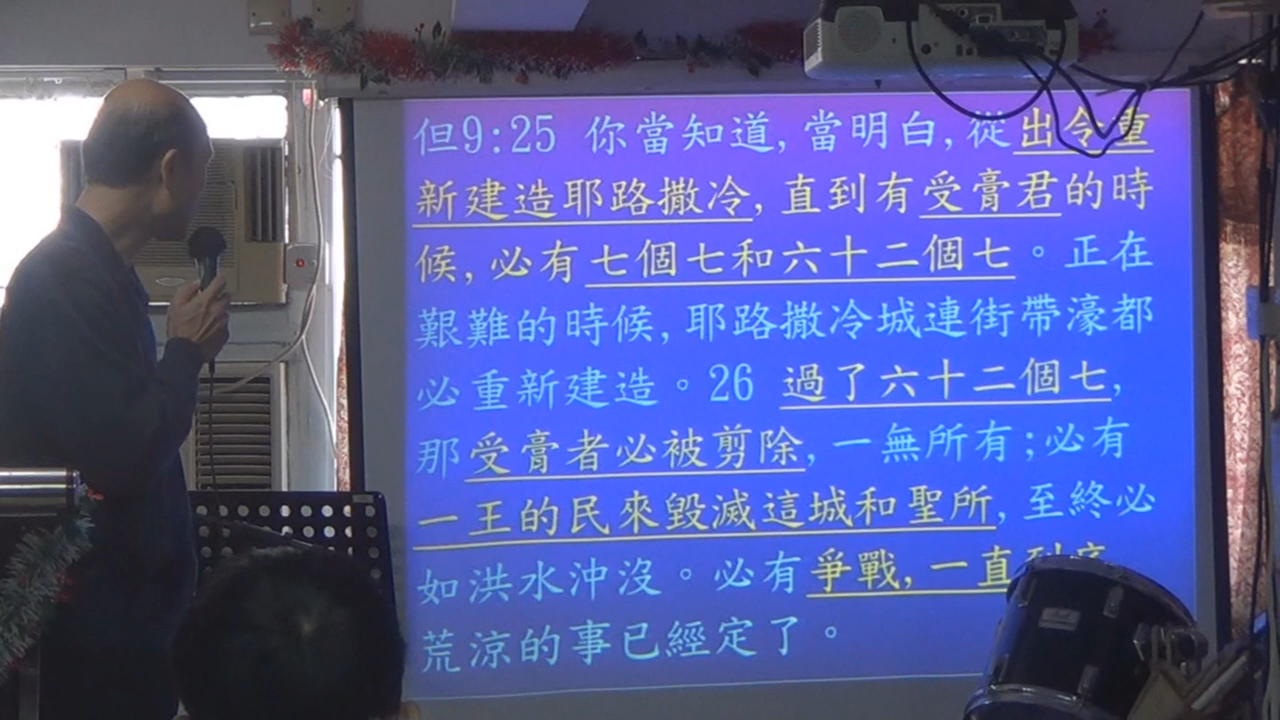 但9:25 你當知道, 當明白, 從出令重
新建造耶路撒冷, 直到有受膏君的時
候, 必有七個七和六十二個七。正在
艱難的時候, 耶路撒冷城連街帶濠都
必重新建造。26 過了六十二個七,
那受膏者必被剪除, 一無所有;必有
一王的民來毀滅這城和聖所, 至終必
如洪水沖沒。必有爭戰, 一直到底
荒涼的事已經定了。